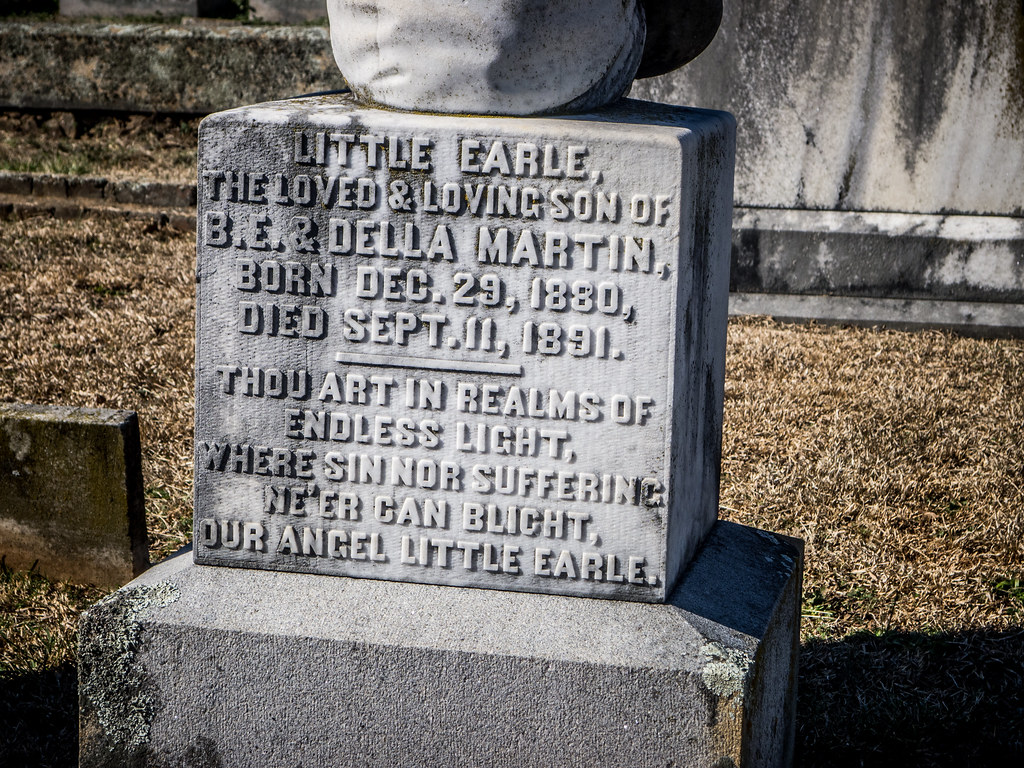 LITTLE EARLE,
THE LOVED & LOVING SON OF
B.E. & DELLA MARTIN,
BORN DEC. 29, 1880,
DIED SEPT. 11, 1891.
THOU ART IN REALMS OF
ENDLESS LIGHT,
WHERE SIN NOR SUFFERING
NE'ER CAN BLIGHT,
OUR ANGEL LITTLE EARLE.